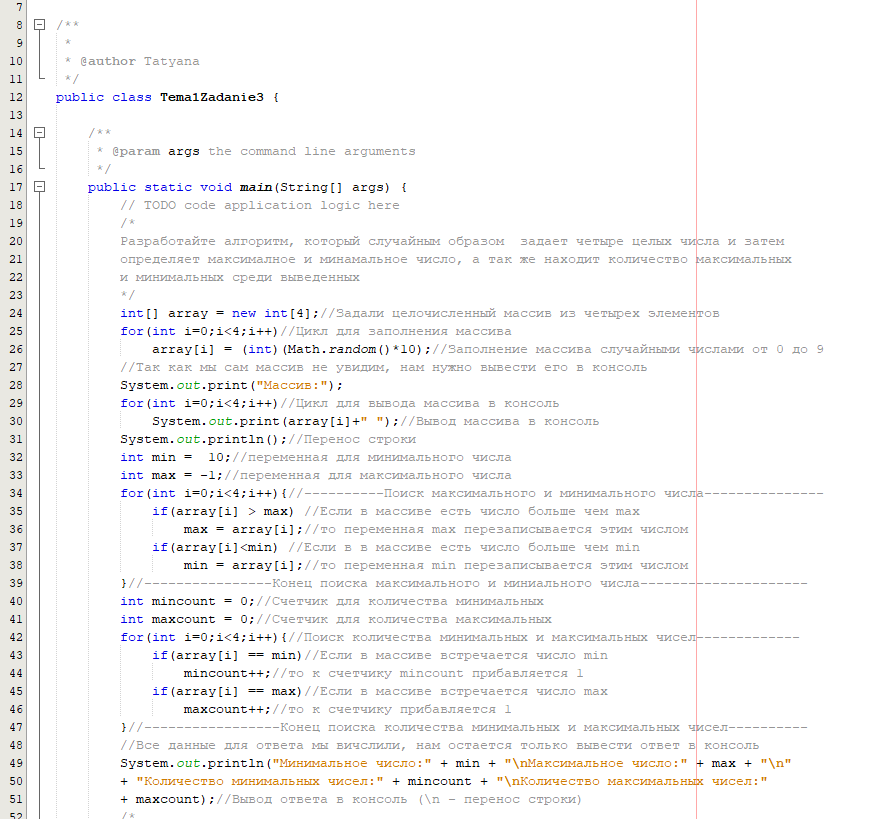 7
8 /**
9 *
10 * @author Tatyana
11 */
12 public class Tema1Zadanie3 {
13
14 /**
15 * @param args the command line arguments
16 */
17 public static void main(String[] args) {
18 // TODO code application logic here
19 /*
20 Разработайте алгоритм, который случайным образом  задает четыре целых числа и затем
21 определяет максималное и минамальное число, а так же находит количество максимальных
22 и минимальных среди выведенных
23 */
24 int[] array = new int[4];//Задали целочисленный массив из четырех элементов
25 for(int i=0;i<4;i++)//Цикл для заполнения массива
26 array[i] = (int)(Math.random()*10);//Заполнение массива случайными числами от 0 до 9
27 //Так как мы сам массив не увидим, нам нужно вывести его в консоль
28 System.out.print("Массив:");
29 for(int i=0;i<4;i++)//Цикл для вывода массива в консоль
30 System.out.print(array[i]+" ");//Вывод массива в консоль
31 System.out.println();//Перенос строки
32 int min =  10;//переменная для минимального числа
33 int max = -1;//переменная для максимального числа
34 for(int i=0;i<4;i++){//----------Поиск максимального и минимального числа---------------
35 if(array[i] > max) //Если в массиве есть число больше чем max
36 max = array[i];//то переменная max перезаписывается этим числом
37 if(array[i]<min) //Если в в массиве есть число больше чем min
38 min = array[i];//то переменная min перезаписывается этим числом
39 }//----------------Конец поиска максимального и миниального числа---------------------
40 int mincount = 0;//Счетчик для количества минимальных
41 int maxcount = 0;//Счетчик для количества максимальных
42 for(int i=0;i<4;i++){//Поиск количества минимальных и максимальных чисел-------------
43 if(array[i] == min)//Если в массиве встречается число min
44 mincount++;//то к счетчику mincount прибавляется 1
45 if(array[i] == max)//Если в массиве встречается число max
46 maxcount++;//то к счетчику прибавляется 1
47 }//-----------------Конец поиска количества минимальных и максимальных чисел----------
48 //Все данные для ответа мы вичслили, нам остается только вывести ответ в консоль
49 System.out.println("Минимальное число:" + min + "\nМаксимальное число:" + max + "\n"
50 + "Количество минимальных чисел:" + mincount + "\nКоличество максимальных чисел:"
51 + maxcount);//Вывод ответа в консоль (\n - перенос строки)
52 /*